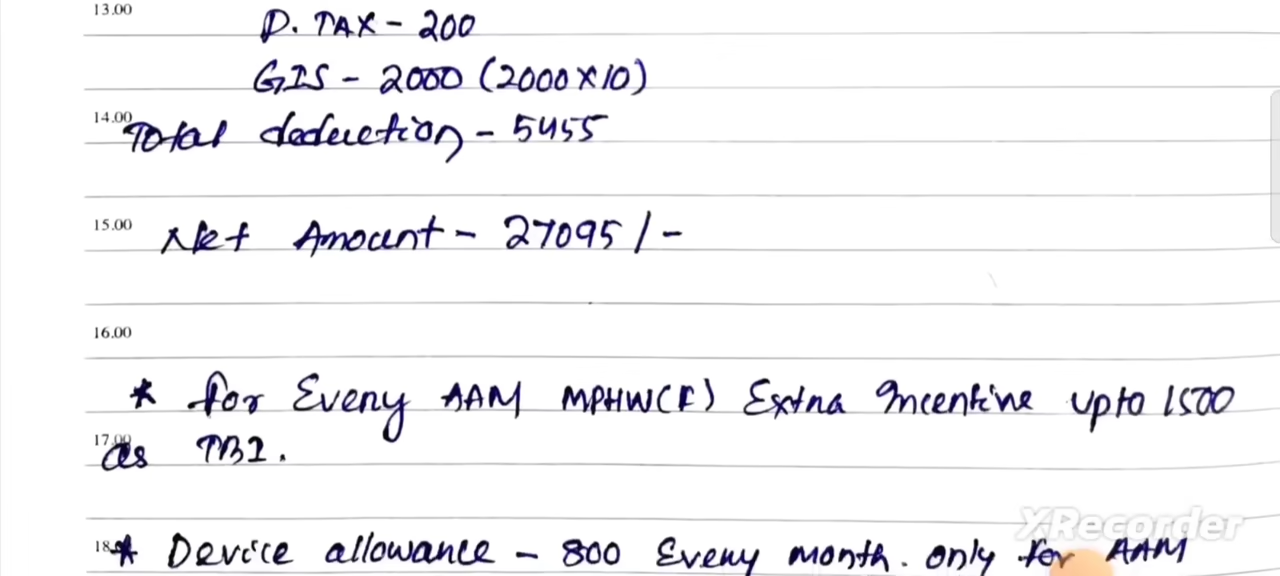 13.00
P. TAX - 200
GIS - 2000 (2000 X 10)
14.00
Total deduction - 5455
15.00
Net Amount - 27095 /-
16.00
* For Every AAM MPHW(F) Extra Incentive upto 1500
17.00
as TBI.
XRecorder
18.
* Device allowance - 800 Every month. only for AAM